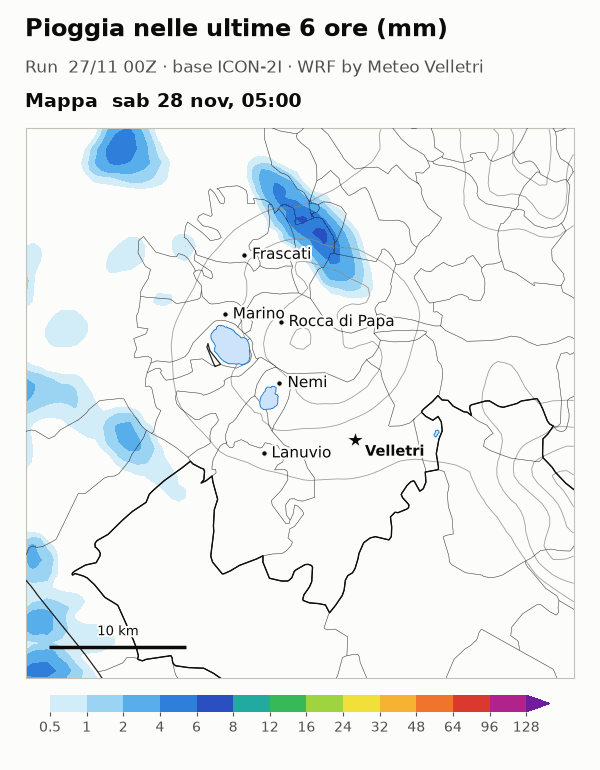 Pioggia nelle ultime 6 ore (mm)
Run  27/11 00Z · base ICON-2I · WRF by Meteo Velletri
Mappa  sab 28 nov, 05:00
Frascati
Marino
Rocca di Papa
Nemi
Velletri
Lanuvio
10 km
0.5 1 2 4 6 8 12 16 24 32 48 64 96 128